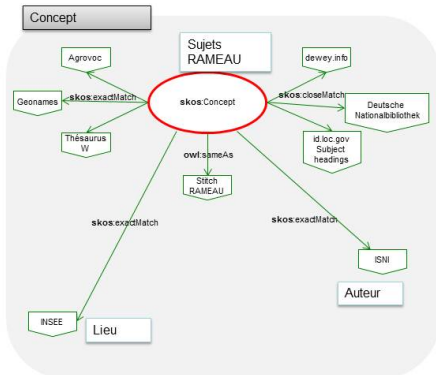 Concept
Sujets
RAMEAU
Agrovoc
dewey.info
Geonames
skos:exactMatch
skos:Concept
skos:closeMatch
Deutsche
Nationalbibliothek
Thésaurus
W
id.loc.gov
Subject
headings
owl:sameAs
Stitch
RAMEAU
skos:exactMatch
skos:exactMatch
ISNI
Auteur
INSEE
Lieu